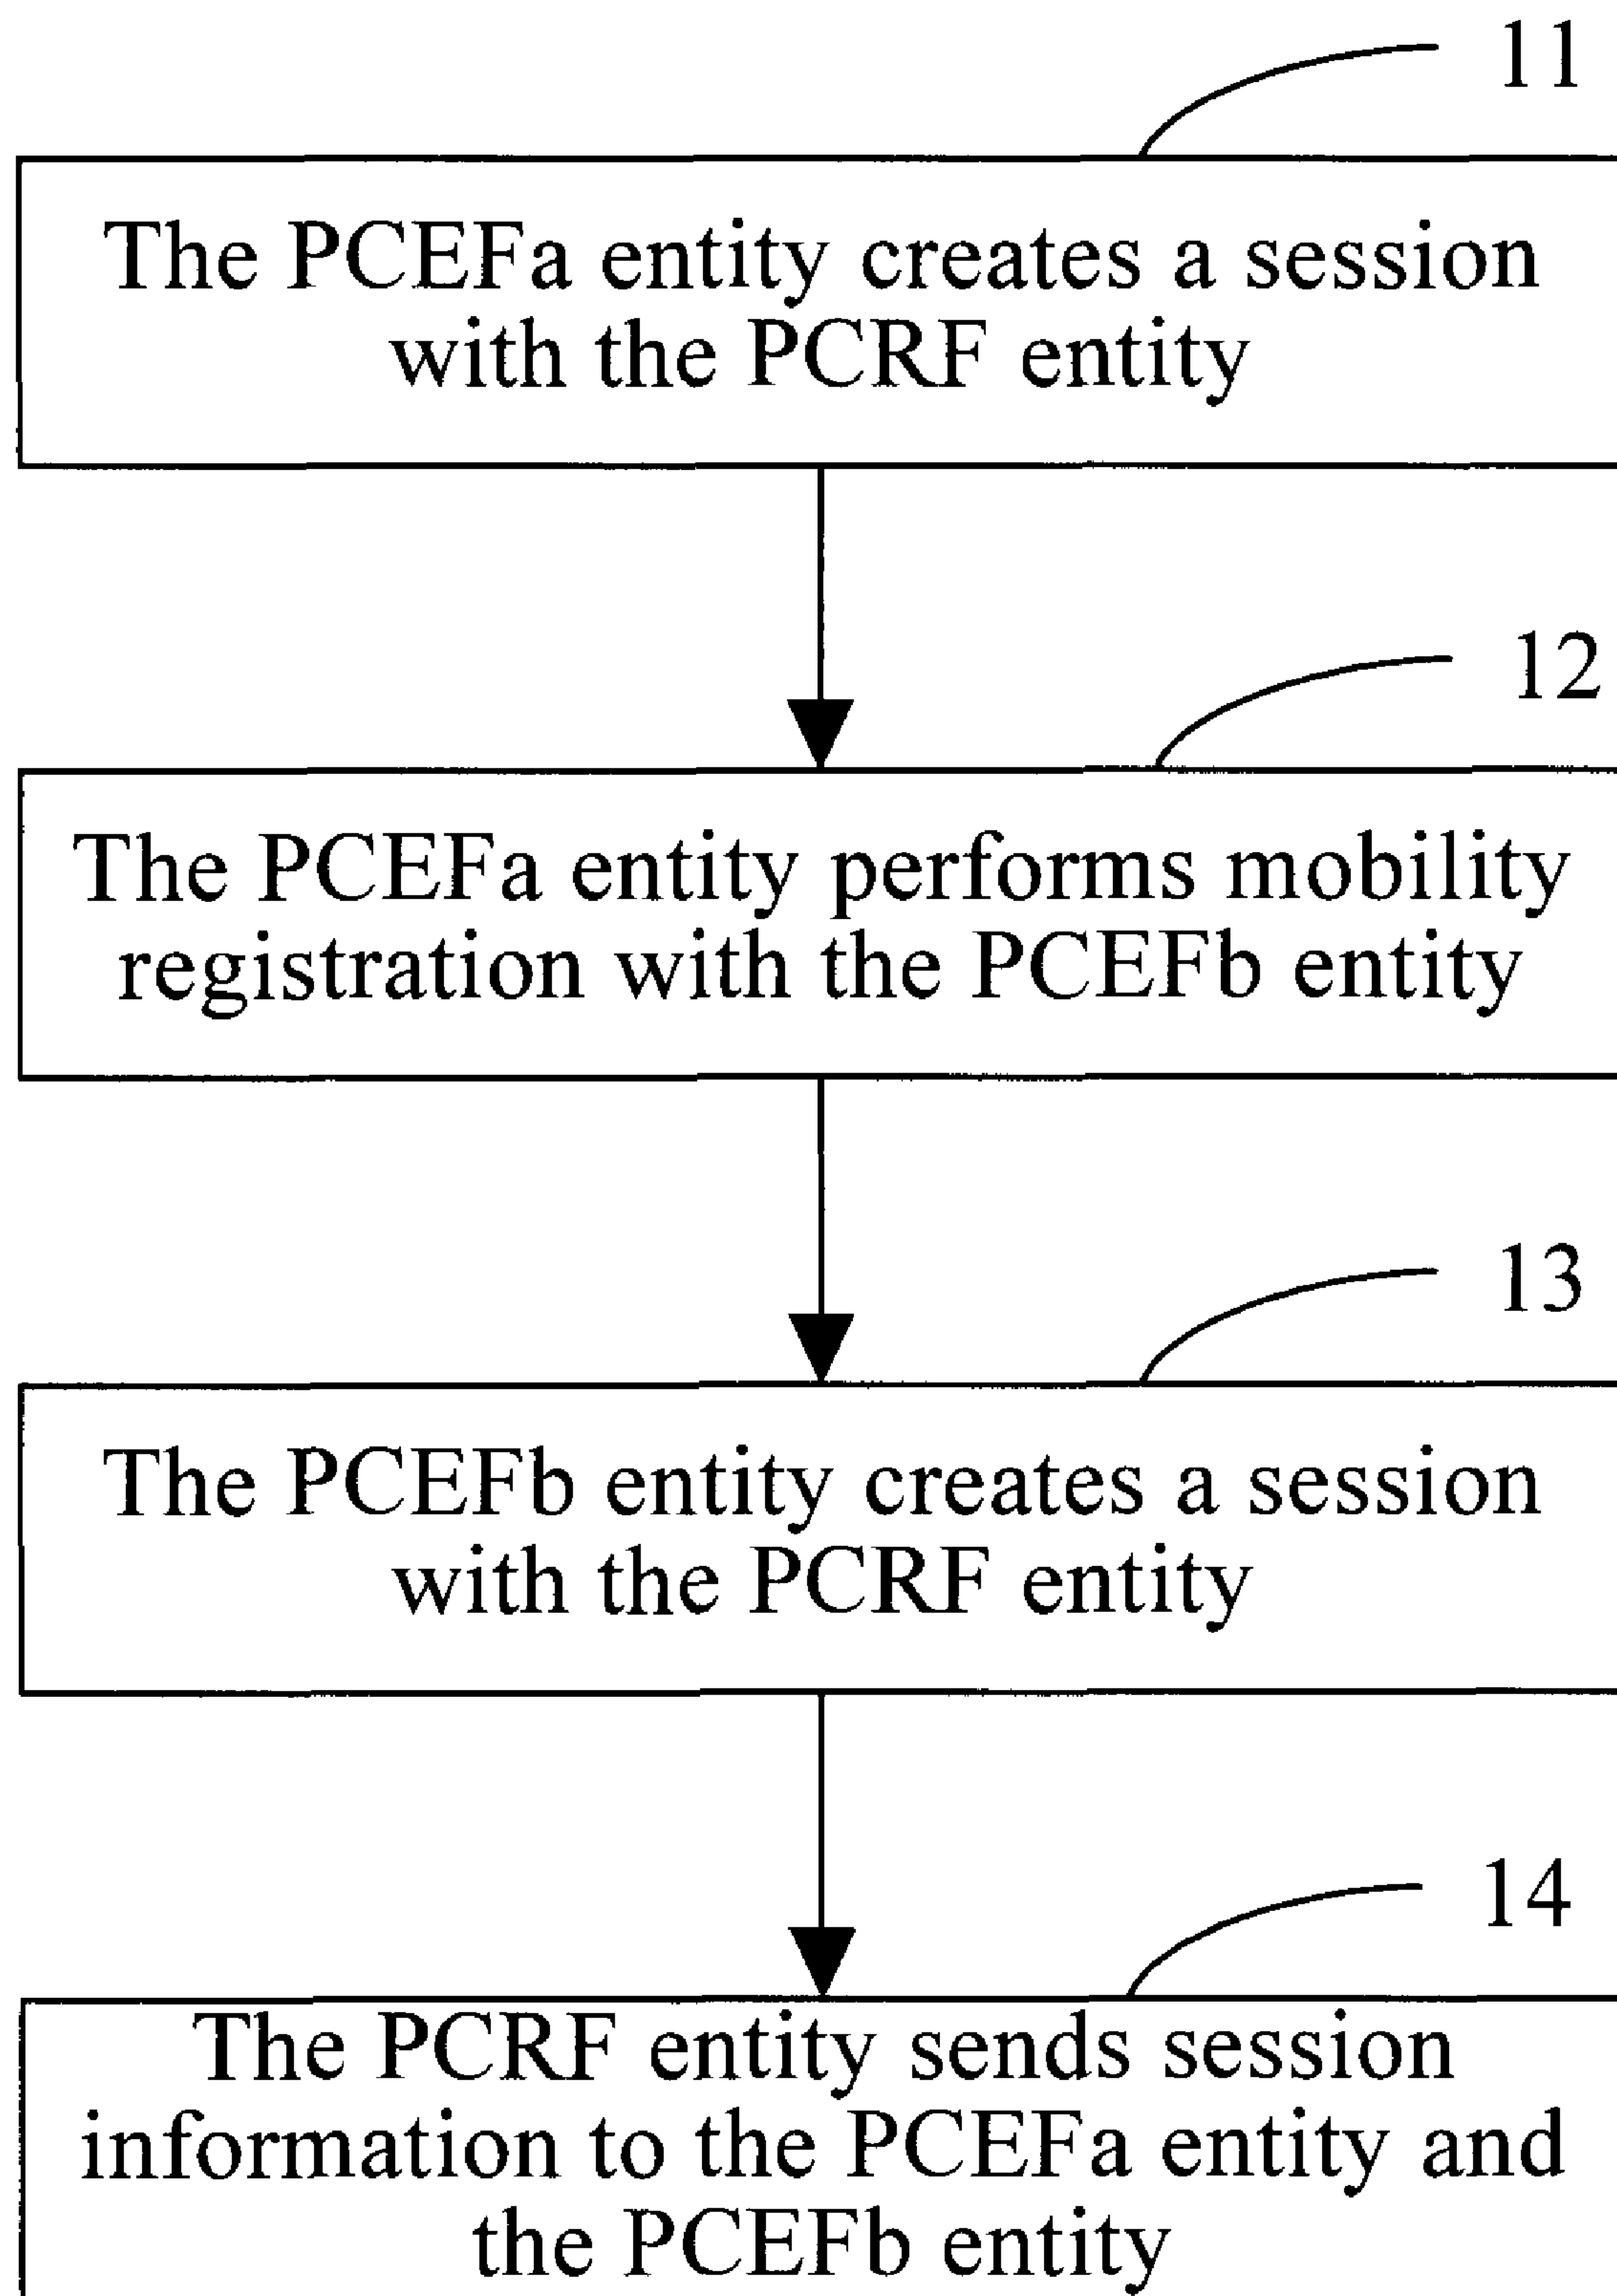 11
The PCEFa entity creates a session
with the PCRF entity
12
The PCEFa entity performs mobility
registration with the PCEFb entity
13
The PCEFb entity creates a session
with the PCRF entity
14
The PCRF entity sends session
information to the PCEFa entity and
the PCEFb entity